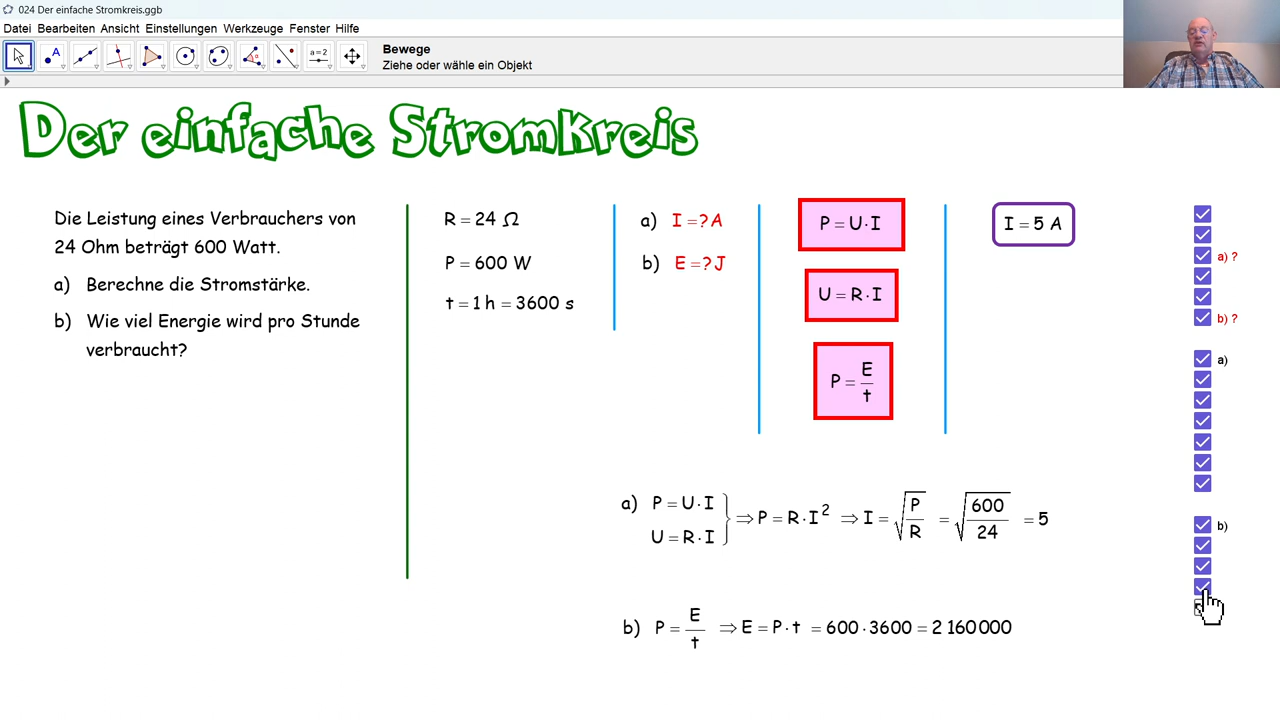 024 Der einfache Stromkreis.ggb
Datei Bearbeiten Ansicht Einstellungen Werkzeuge Fenster Hilfe
A
a=2
Bewege
Ziehe oder wähle ein Objekt
Der einfache Stromkreis
Die Leistung eines Verbrauchers von
24 Ohm beträgt 600 Watt.
a) Berechne die Stromstärke.
b) Wie viel Energie wird pro Stunde
verbraucht?
R = 24 Ω
P = 600 W
t = 1 h = 3600 s
a) I = ? A
b) E = ? J
P = U · I
U = R · I
P = E/t
I = 5 A
a) ?
b) ?
a)
b)
a) P = U · I
U = R · I
⇒ P = R · I² ⇒ I = √(P/R) = √(600/24) = 5
b) P = E/t ⇒ E = P · t = 600 · 3600 = 2 160 000